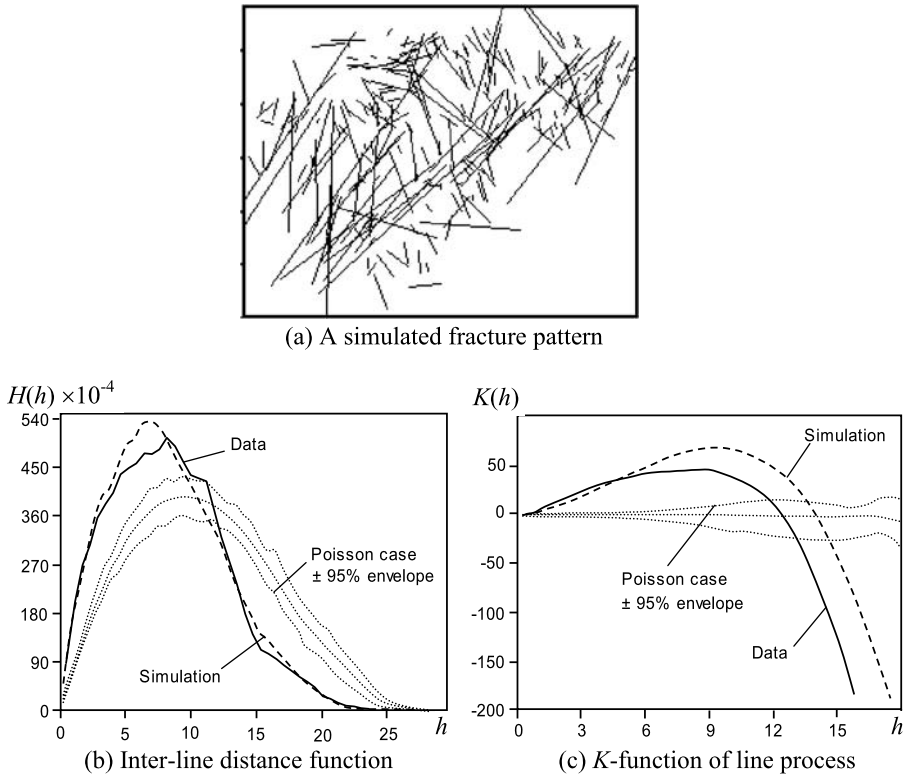 (a) A simulated fracture pattern
H(h) ×10⁻⁴
540
450
360
270
180
90
0
0 5 10 15 20 25 h
Data
Poisson case
± 95% envelope
Simulation
(b) Inter-line distance function
K(h)
50
0
-50
-100
-150
-200
0 3 6 9 12 15 h
Simulation
Poisson case
± 95% envelope
Data
(c) K-function of line process